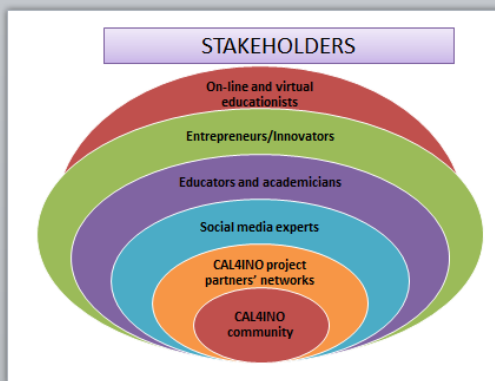 STAKEHOLDERS
On-line and virtual
educationists
Entrepreneurs/Innovators
Educators and academicians
Social media experts
CAL4INO project
partners' networks
CAL4INO
community